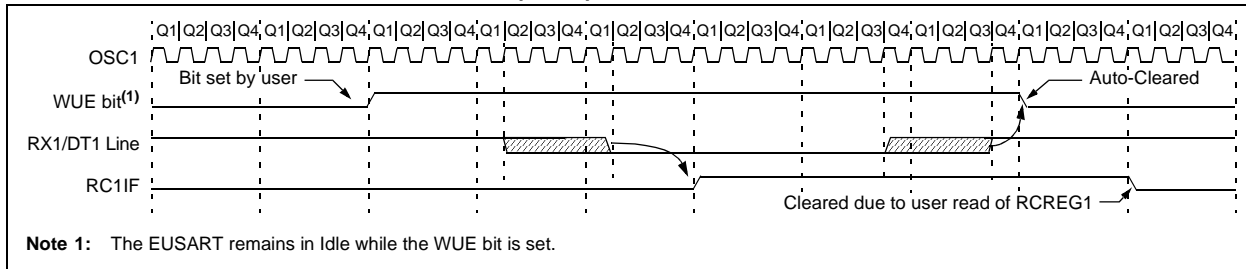 Q1 Q2 Q3 Q4 Q1 Q2 Q3 Q4 Q1 Q2 Q3 Q4 Q1 Q2 Q3 Q4 Q1 Q2 Q3 Q4 Q1 Q2 Q3 Q4 Q1 Q2 Q3 Q4 Q1 Q2 Q3 Q4 Q1 Q2 Q3 Q4 Q1 Q2 Q3 Q4
OSC1
Bit set by user
Auto-Cleared
WUE bit(1)
RX1/DT1 Line
RC1IF
Cleared due to user read of RCREG1
Note 1: The EUSART remains in Idle while the WUE bit is set.